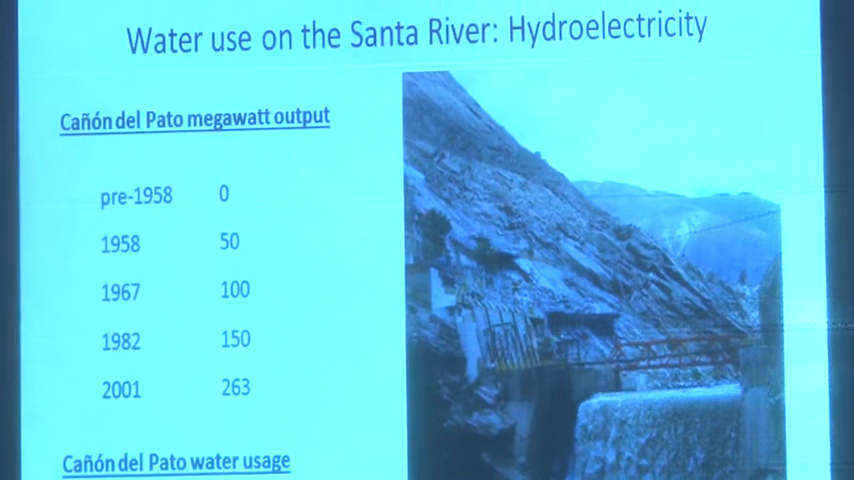 Water use on the Santa River: Hydroelectricity
Cañón del Pato megawatt output
pre-1958 0
1958 50
1967 100
1982 150
2001 263
Cañón del Pato water usage